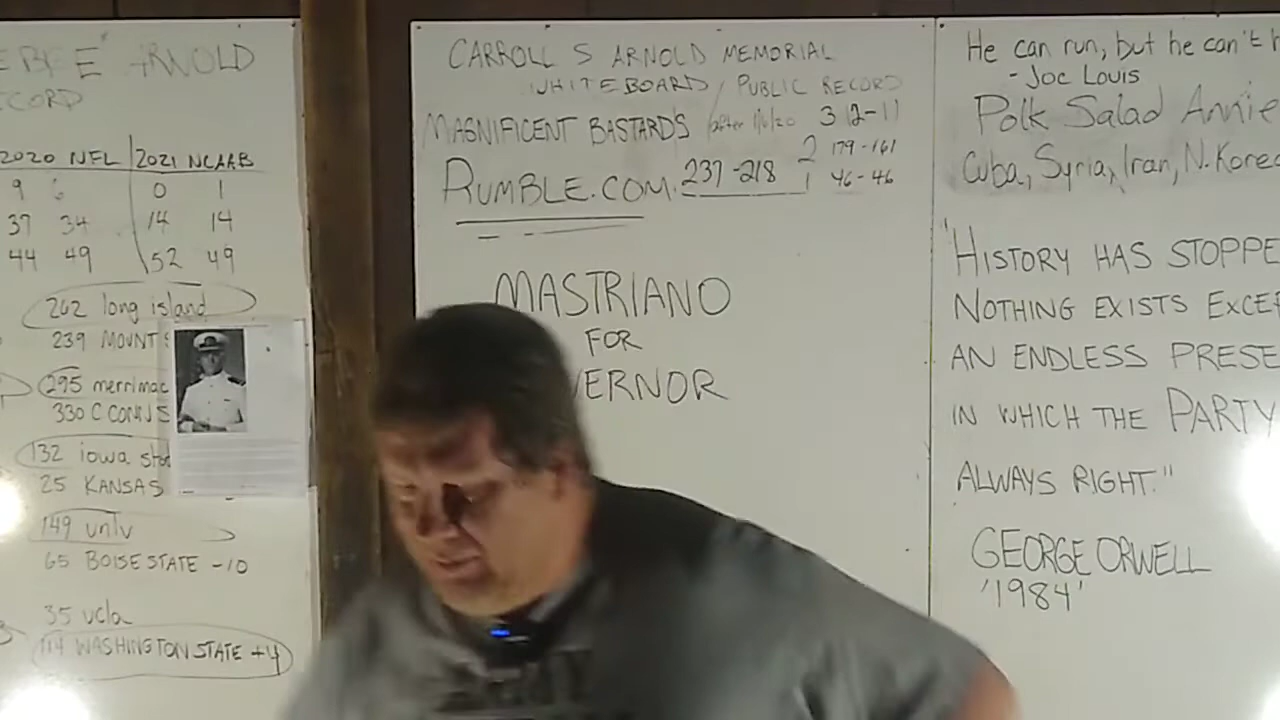 ARNOLD
2020 NFL 2021 NCAAB
9 6 0 1
37 34 14 14
44 49 52 49
262 long island
239 MOUNT
295 merrimac
330 C CONN S
132 iowa
25 KANSAS
149 unlv
65 BOISE STATE -10
35 ucla
WASHINGTON STATE +4
CARROLL S ARNOLD MEMORIAL
WHITEBOARD / PUBLIC RECORD
MAGNIFICENT BASTARDS after 3 (2-1)
RUMBLE.COM. 237-218 2 179-161
1 46-46
MASTRIANO
FOR
VERNOR
He can run, but he can't
- Joe Louis
Polk Salad Annie
Cuba, Syria, Iran, N. Korea
"HISTORY HAS STOPPE
NOTHING EXISTS EXCE
AN ENDLESS PRESE
IN WHICH THE PARTY
ALWAYS RIGHT."
GEORGE ORWELL
'1984'